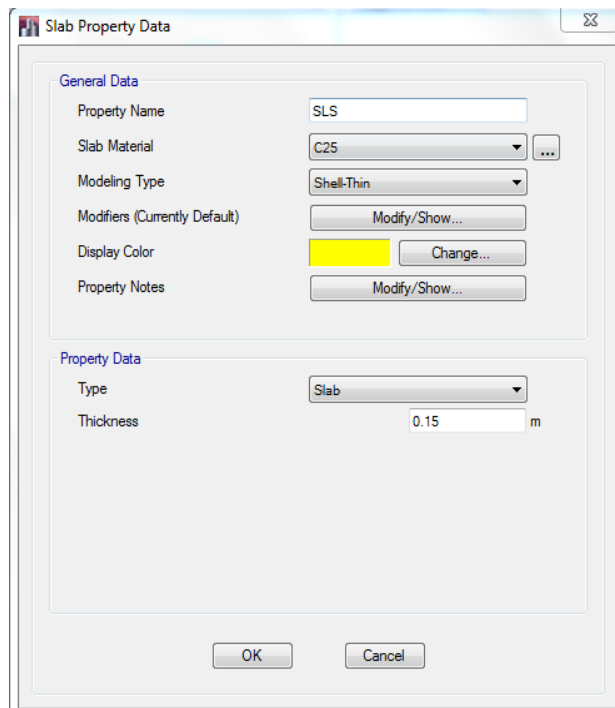 Slab Property Data
General Data
Property Name SLS
Slab Material C25 ...
Modeling Type Shell-Thin
Modifiers (Currently Default) Modify/Show...
Display Color Change...
Property Notes Modify/Show...
Property Data
Type Slab
Thickness 0.15 m
OK Cancel